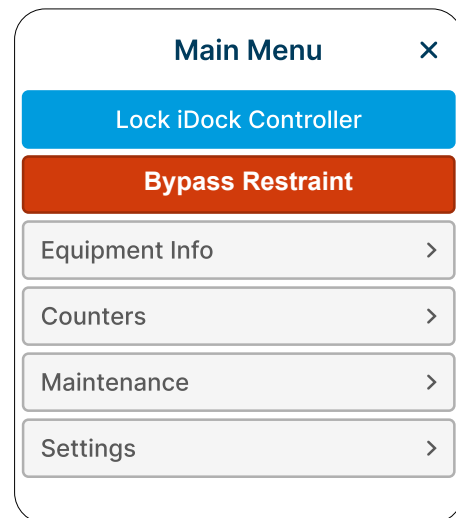 Main Menu
Lock iDock Controller
Bypass Restraint
Equipment Info
Counters
Maintenance
Settings